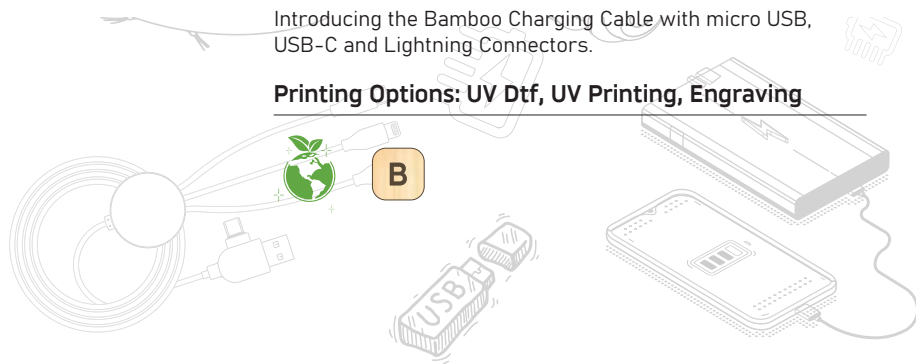 Introducing the Bamboo Charging Cable with micro USB,
USB-C and Lightning Connectors.
Printing Options: UV Dtf, UV Printing, Engraving
B
USB